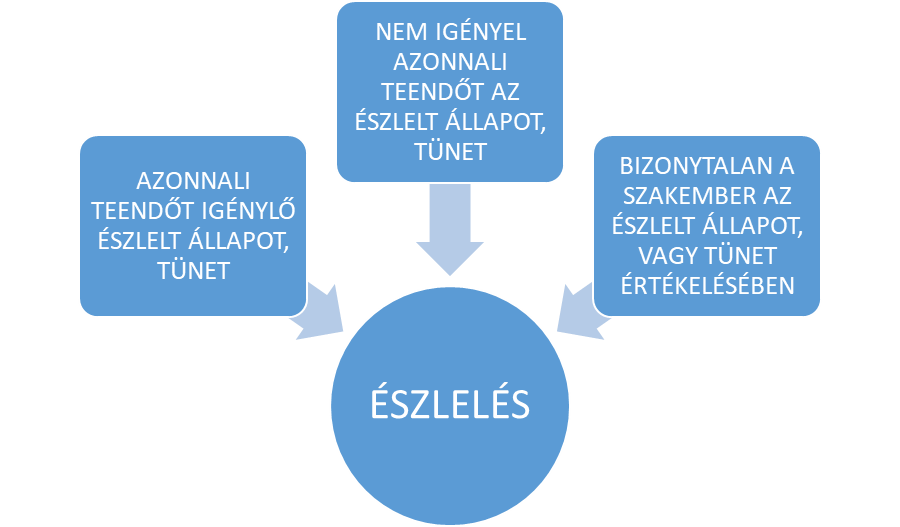 NEM IGÉNYEL
AZONNALI
TEENDŐT AZ
ÉSZLELT ÁLLAPOT,
TÜNET
AZONNALI
TEENDŐT IGÉNYLŐ
ÉSZLELT ÁLLAPOT,
TÜNET
BIZONYTALAN A
SZAKEMBER AZ
ÉSZLELT ÁLLAPOT,
VAGY TÜNET
ÉRTÉKELÉSÉBEN
ÉSZLELÉS